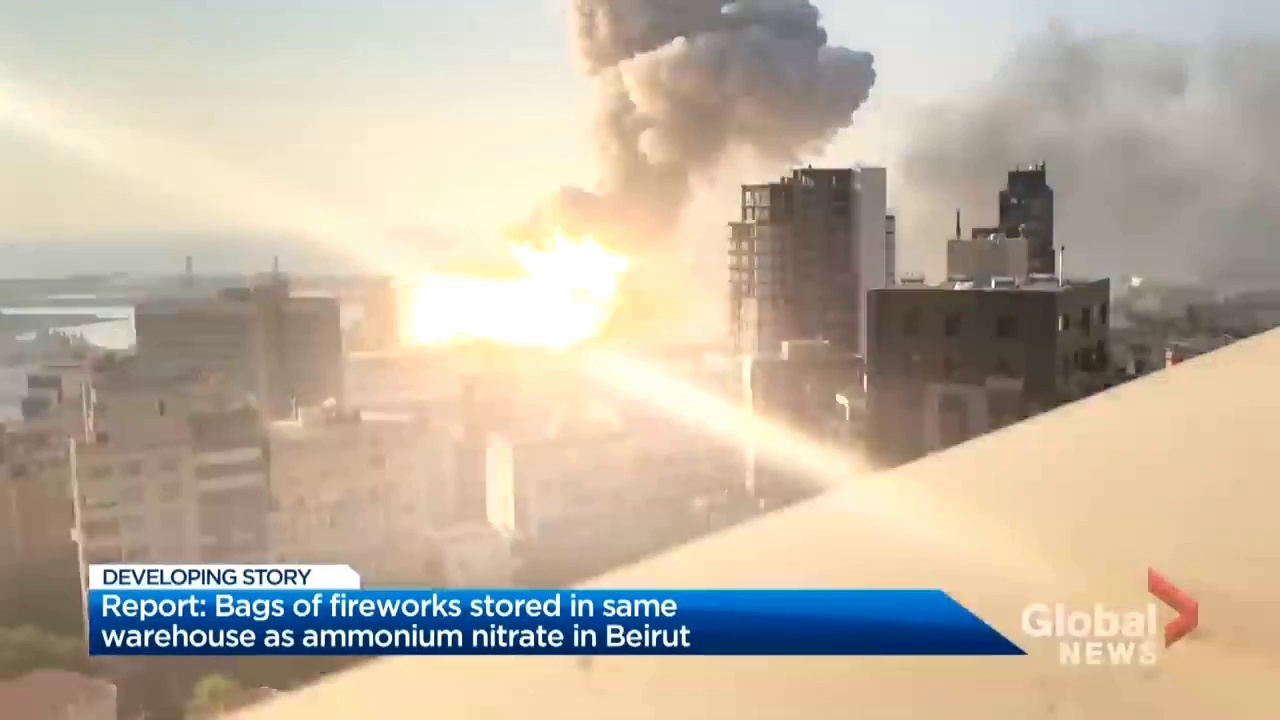 DEVELOPING STORY
Report: Bags of fireworks stored in same
warehouse as ammonium nitrate in Beirut
Global
NEWS